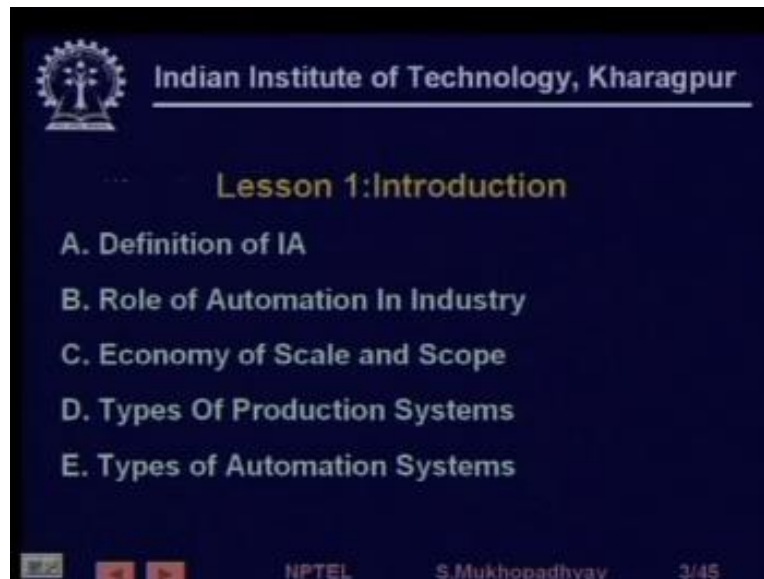 Indian Institute of Technology, Kharagpur
Lesson 1:Introduction
A. Definition of IA
B. Role of Automation In Industry
C. Economy of Scale and Scope
D. Types Of Production Systems
E. Types of Automation Systems
NPTEL S.Mukhopadhyay 3/45